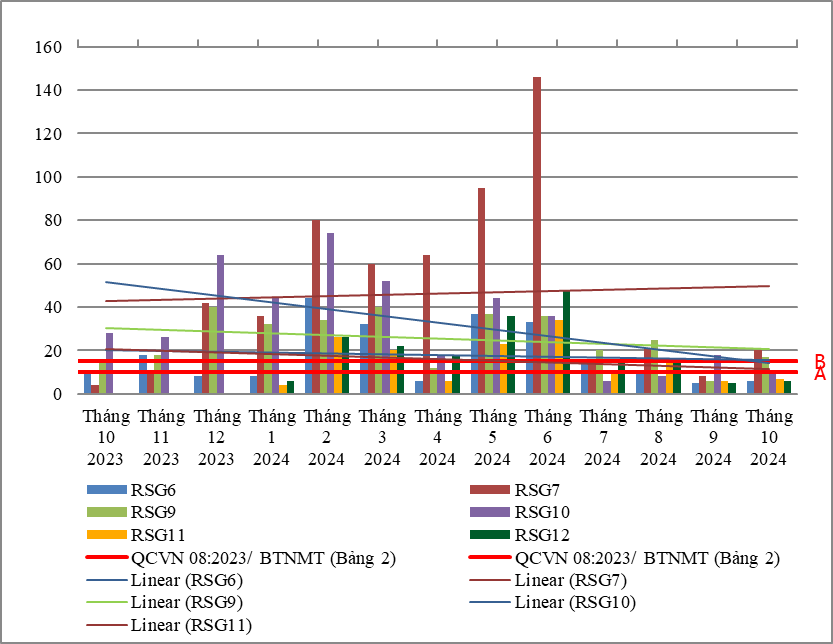 160
140
120
100
80
60
40
20
0
B
A
Tháng 10 2023
Tháng 11 2023
Tháng 12 2023
Tháng 1 2024
Tháng 2 2024
Tháng 3 2024
Tháng 4 2024
Tháng 5 2024
Tháng 6 2024
Tháng 7 2024
Tháng 8 2024
Tháng 9 2024
Tháng 10 2024
RSG6
RSG7
RSG9
RSG10
RSG11
RSG12
QCVN 08:2023/ BTNMT (Bảng 2)
QCVN 08:2023/ BTNMT (Bảng 2)
Linear (RSG6)
Linear (RSG7)
Linear (RSG9)
Linear (RSG10)
Linear (RSG11)